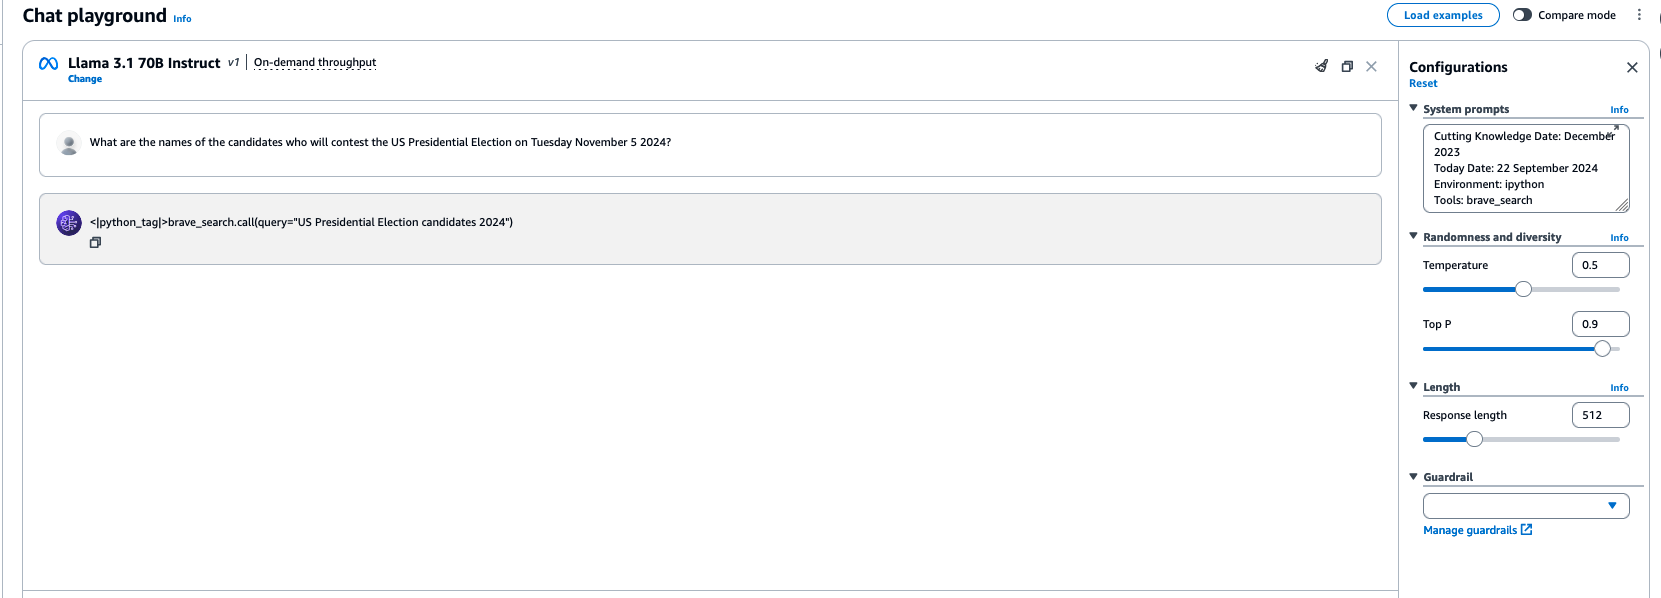 Chat playground Info
Load examples
Compare mode
Llama 3.1 70B Instruct v1 | On-demand throughput
Change
What are the names of the candidates who will contest the US Presidential Election on Tuesday November 5 2024?
<|python_tag|>brave_search.call(query="US Presidential Election candidates 2024")
Configurations
Reset
System prompts Info
Cutting Knowledge Date: December
2023
Today Date: 22 September 2024
Environment: ipython
Tools: brave_search
Randomness and diversity Info
Temperature 0.5
Top P 0.9
Length Info
Response length 512
Guardrail
Manage guardrails